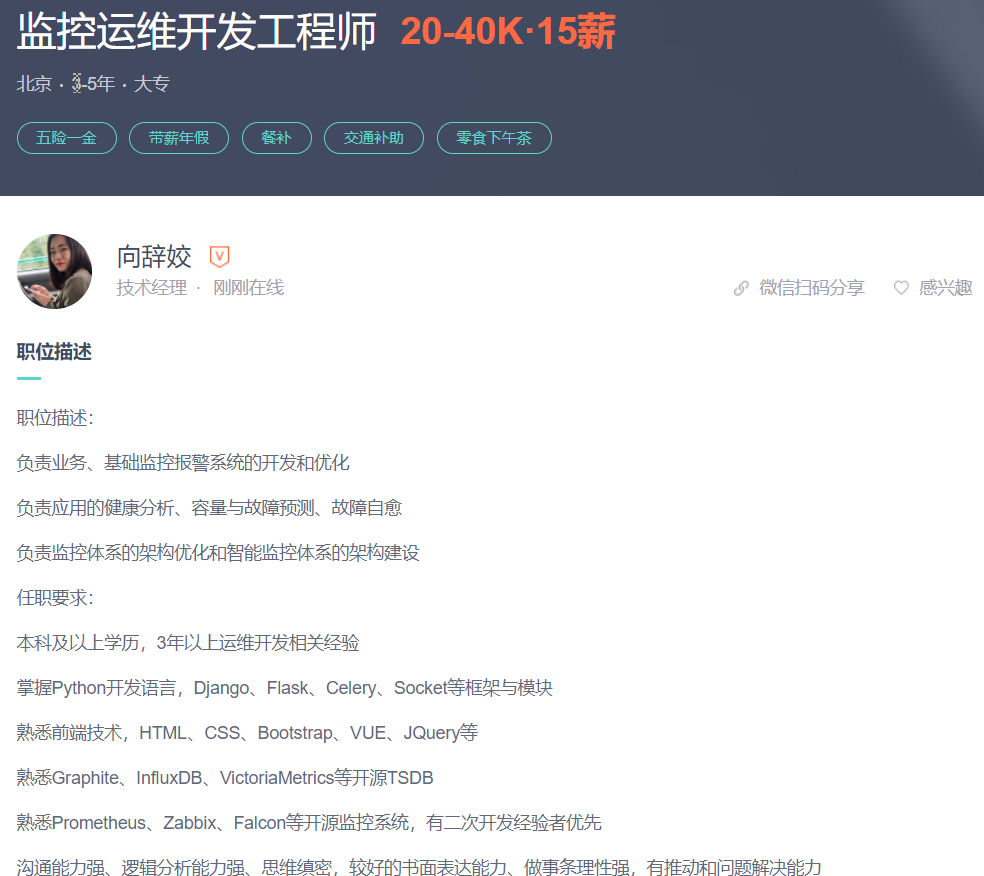 监控运维开发工程师 20-40K·15薪
北京 · 3-5年 · 大专
五险一金 带薪年假 餐补 交通补助 零食下午茶
向辞姣 V
技术经理 · 刚刚在线 微信扫码分享 感兴趣
职位描述
职位描述：
负责业务、基础监控报警系统的开发和优化
负责应用的健康分析、容量与故障预测、故障自愈
负责监控体系的架构优化和智能监控体系的架构建设
任职要求：
本科及以上学历，3年以上运维开发相关经验
掌握Python开发语言，Django、Flask、Celery、Socket等框架与模块
熟悉前端技术，HTML、CSS、Bootstrap、VUE、JQuery等
熟悉Graphite、InfluxDB、VictoriaMetrics等开源TSDB
熟悉Prometheus、Zabbix、Falcon等开源监控系统，有二次开发经验者优先
沟通能力强、逻辑分析能力强、思维缜密，较好的书面表达能力、做事条理性强，有推动和问题解决能力